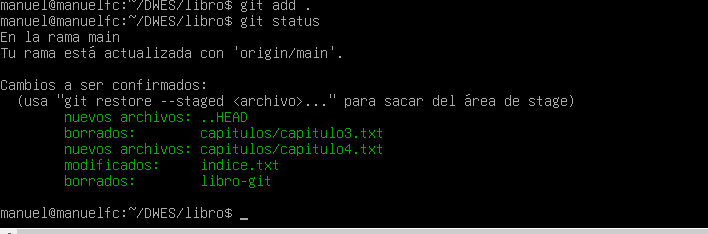 manuel@manuelfc:~/DWES/libro$ git add .
manuel@manuelfc:~/DWES/libro$ git status
En la rama main
Tu rama está actualizada con 'origin/main'.
Cambios a ser confirmados:
  (usa "git restore --staged <archivo>..." para sacar del área de stage)
        nuevos archivos: ..HEAD
        borrados:        capitulos/capitulo3.txt
        nuevos archivos: capitulos/capitulo4.txt
        modificados:     indice.txt
        borrados:        libro-git
manuel@manuelfc:~/DWES/libro$ _